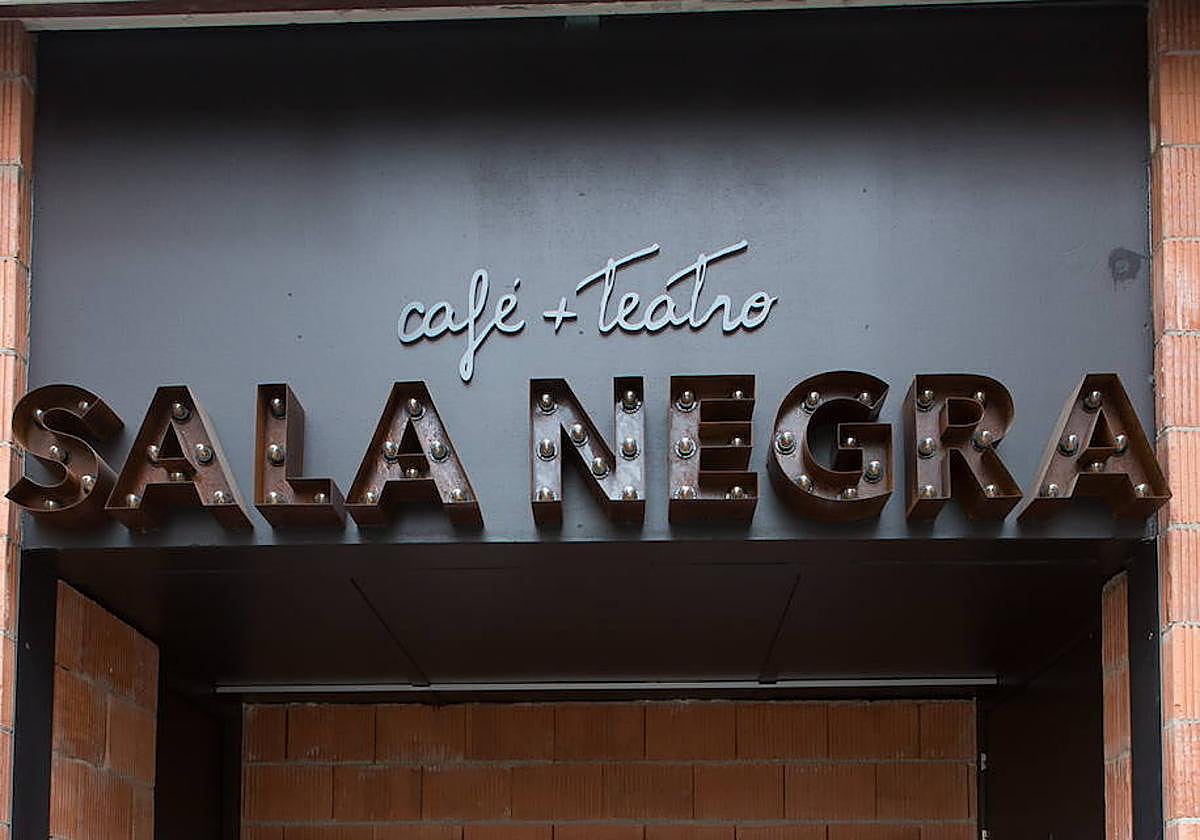 café + teatro
SALA NEGRA